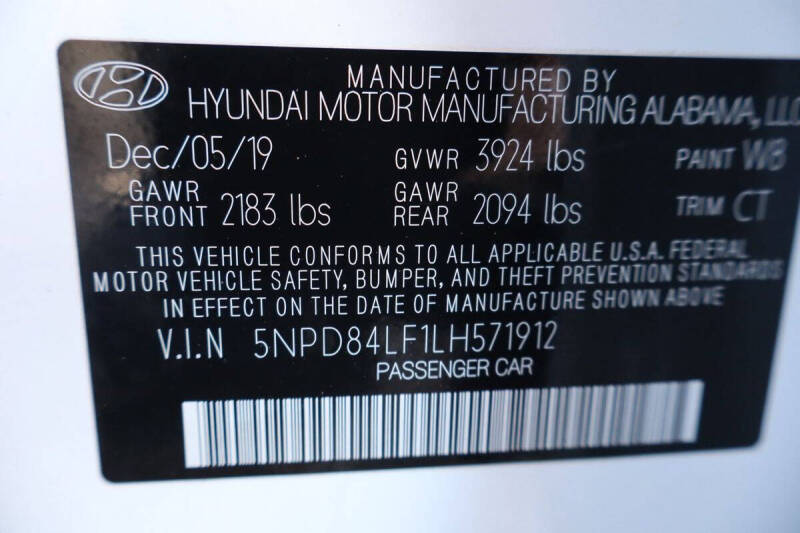 MANUFACTURED BY
HYUNDAI MOTOR MANUFACTURING ALABAMA, LLC
Dec/05/19 GVWR 3924 lbs PAINT W8
GAWR FRONT 2183 lbs GAWR REAR 2094 lbs TRIM CT
THIS VEHICLE CONFORMS TO ALL APPLICABLE U.S.A. FEDERAL
MOTOR VEHICLE SAFETY, BUMPER, AND THEFT PREVENTION STANDARDS
IN EFFECT ON THE DATE OF MANUFACTURE SHOWN ABOVE
V.I.N 5NPD84LF1LH571912
PASSENGER CAR